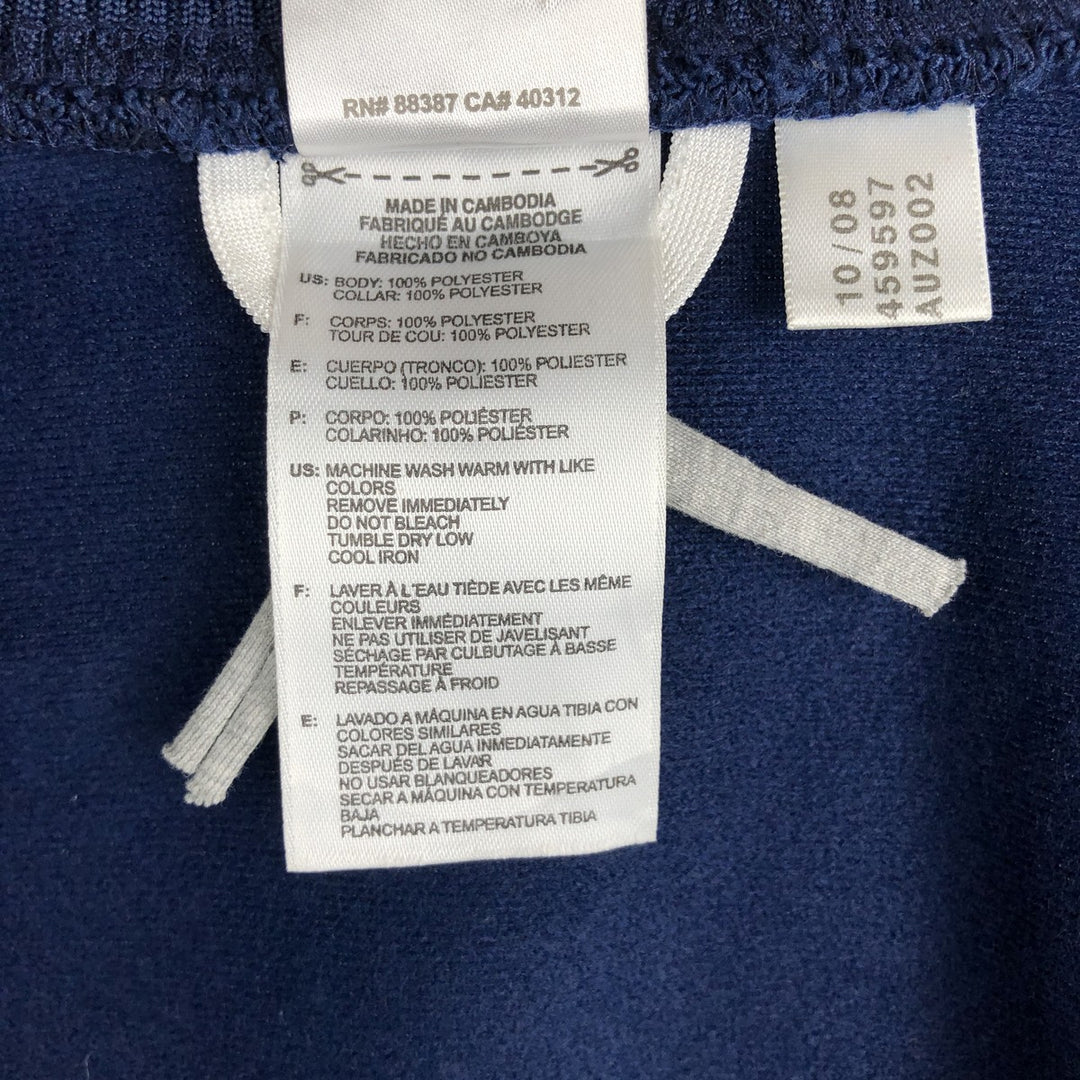 RN# 88387 CA# 40312
MADE IN CAMBODIA
FABRIQUÉ AU CAMBODGE
HECHO EN CAMBOYA
FABRICADO NO CAMBODIA
US: BODY: 100% POLYESTER
COLLAR: 100% POLYESTER
F: CORPS: 100% POLYESTER
TOUR DE COU: 100% POLYESTER
E: CUERPO (TRONCO): 100% POLIESTER
CUELLO: 100% POLIESTER
P: CORPO: 100% POLIÉSTER
COLARINHO: 100% POLIÉSTER
US: MACHINE WASH WARM WITH LIKE
COLORS
REMOVE IMMEDIATELY
DO NOT BLEACH
TUMBLE DRY LOW
COOL IRON
F: LAVER À L'EAU TIÈDE AVEC LES MÊME
COULEURS
ENLEVER IMMÉDIATEMENT
NE PAS UTILISER DE JAVELISANT
SÉCHAGE PAR CULBUTAGE À BASSE
TEMPÉRATURE
REPASSAGE À FROID
E: LAVADO A MÁQUINA EN AGUA TIBIA CON
COLORES SIMILARES
SACAR DEL AGUA INMEDIATAMENTE
DESPUÉS DE LAVAR
NO USAR BLANQUEADORES
SECAR A MÁQUINA CON TEMPERATURA
BAJA
PLANCHAR A TEMPERATURA TIBIA
10/08
4595597
AUZ002